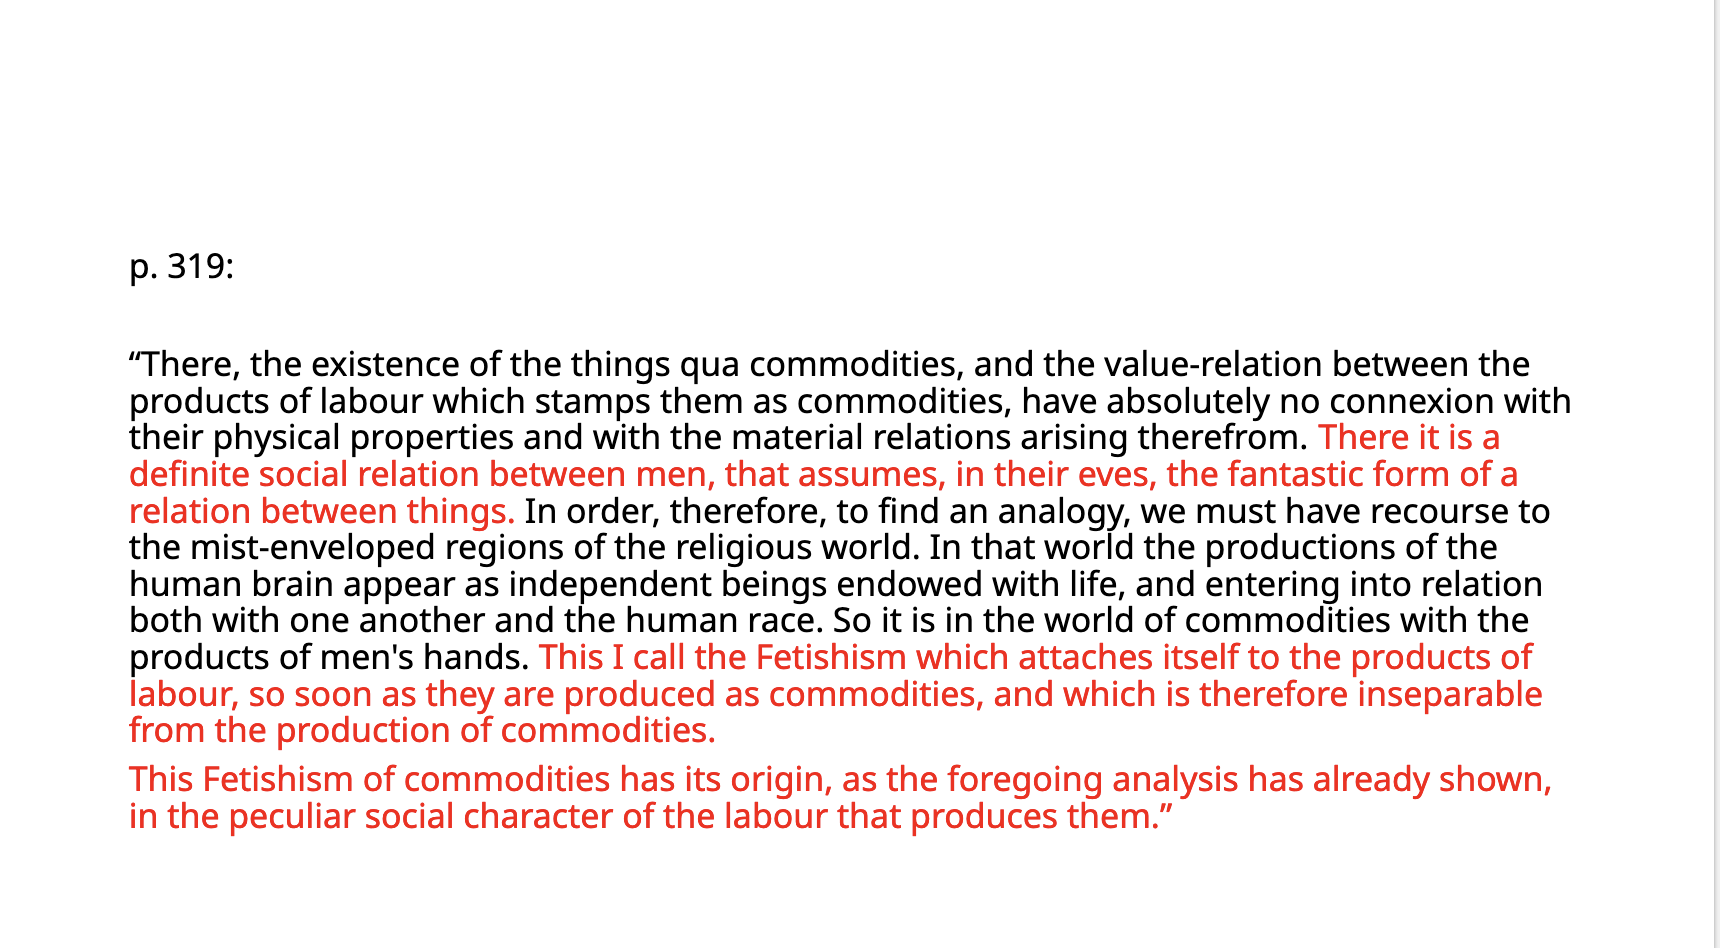 p. 319:
“There, the existence of the things qua commodities, and the value-relation between the
products of labour which stamps them as commodities, have absolutely no connexion with
their physical properties and with the material relations arising therefrom. There it is a
definite social relation between men, that assumes, in their eves, the fantastic form of a
relation between things. In order, therefore, to find an analogy, we must have recourse to
the mist-enveloped regions of the religious world. In that world the productions of the
human brain appear as independent beings endowed with life, and entering into relation
both with one another and the human race. So it is in the world of commodities with the
products of men's hands. This I call the Fetishism which attaches itself to the products of
labour, so soon as they are produced as commodities, and which is therefore inseparable
from the production of commodities.
This Fetishism of commodities has its origin, as the foregoing analysis has already shown,
in the peculiar social character of the labour that produces them.”